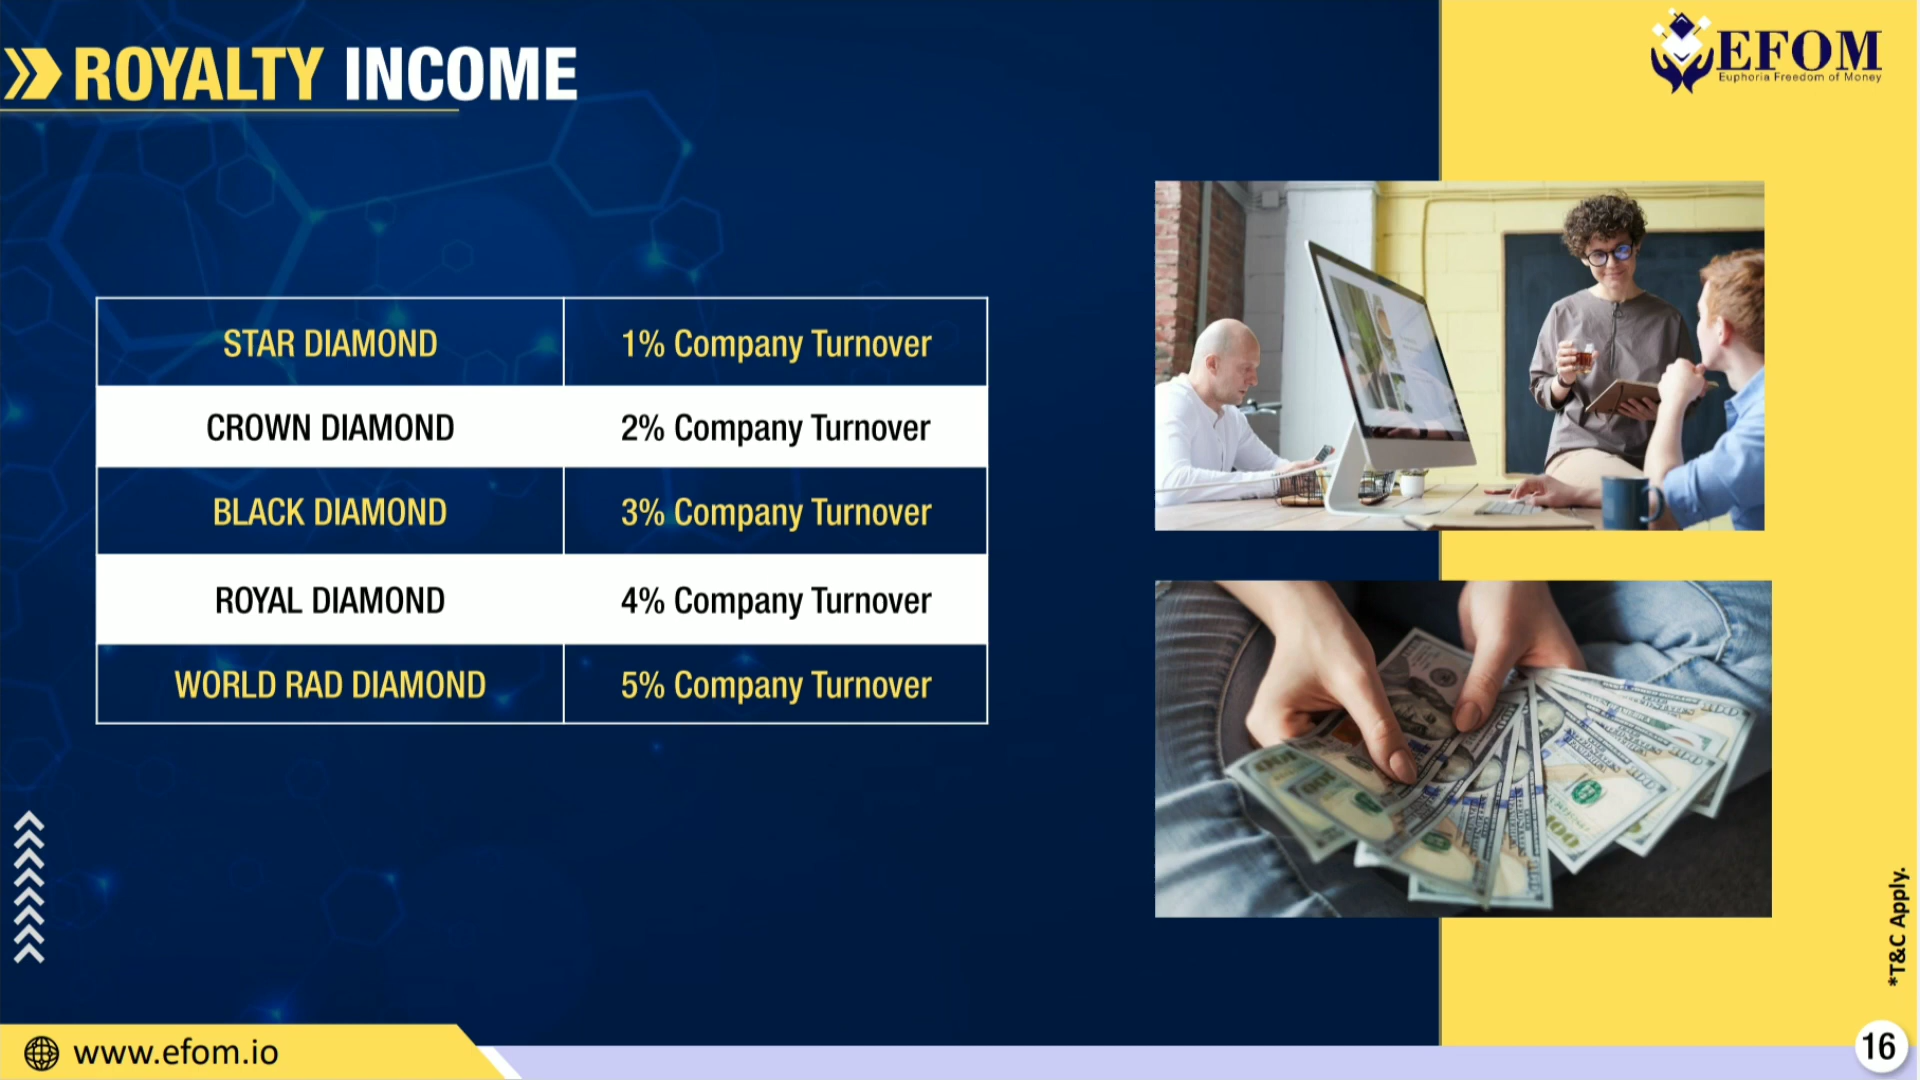 ROYALTY INCOME
EFOM
Euphoria Freedom of Money
STAR DIAMOND 1% Company Turnover
CROWN DIAMOND 2% Company Turnover
BLACK DIAMOND 3% Company Turnover
ROYAL DIAMOND 4% Company Turnover
WORLD RAD DIAMOND 5% Company Turnover
*T&C Apply.
www.efom.io
16